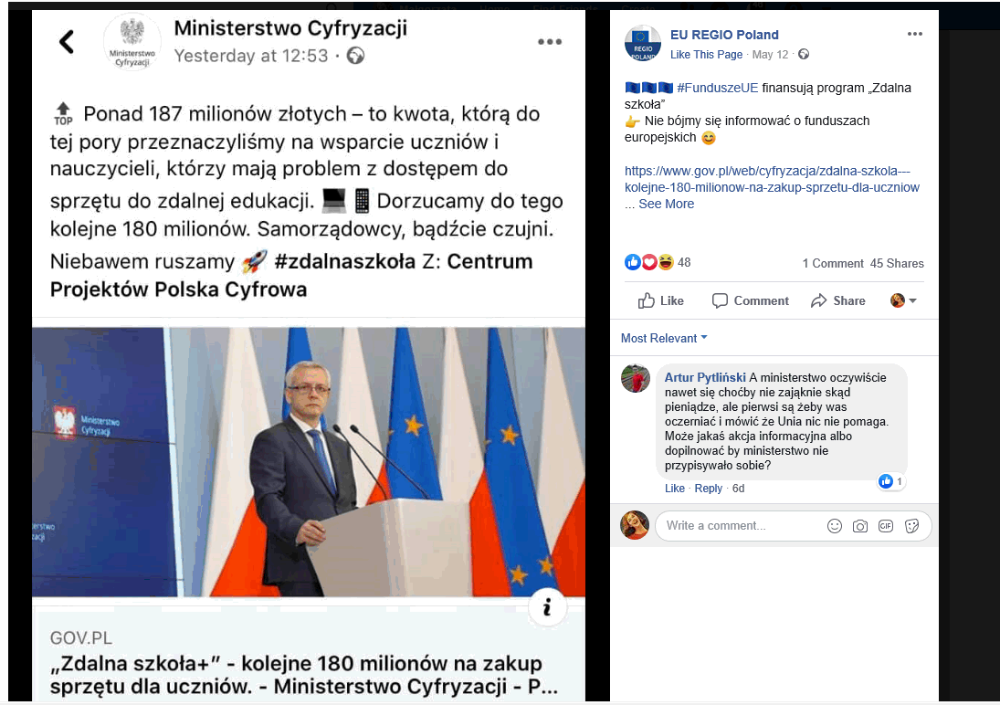 Ministerstwo Cyfryzacji
Yesterday at 12:53 ·
Ministerstwo
Cyfryzacji
TOP Ponad 187 milionów złotych – to kwota, którą do
tej pory przeznaczyliśmy na wsparcie uczniów i
nauczycieli, którzy mają problem z dostępem do
sprzętu do zdalnej edukacji. 💻📱 Dorzucamy do tego
kolejne 180 milionów. Samorządowcy, bądźcie czujni.
Niebawem ruszamy 🚀 #zdalnaszkoła Z: Centrum
Projektów Polska Cyfrowa
Ministerstwo
Cyfryzacji
GOV.PL
„Zdalna szkoła+” - kolejne 180 milionów na zakup
sprzętu dla uczniów. - Ministerstwo Cyfryzacji - P...
REGIO
POLAND
EU REGIO Poland
Like This Page · May 12 ·
🇪🇺🇪🇺🇪🇺 #FunduszeUE finansują program „Zdalna
szkoła”
👉 Nie bójmy się informować o funduszach
europejskich 😊
https://www.gov.pl/web/cyfryzacja/zdalna-szkola---
kolejne-180-milionow-na-zakup-sprzetu-dla-uczniow
... See More
48
1 Comment 45 Shares
Like Comment Share
Most Relevant
Artur Pytliński A ministerstwo oczywiście
nawet się choćby nie zająknie skąd
pieniądze, ale pierwsi są żeby was
oczerniać i mówić że Unia nic nie pomaga.
Może jakaś akcja informacyjna albo
dopilnować by ministerstwo nie
przypisywało sobie?
1
Like · Reply · 6d
Write a comment...
GIF